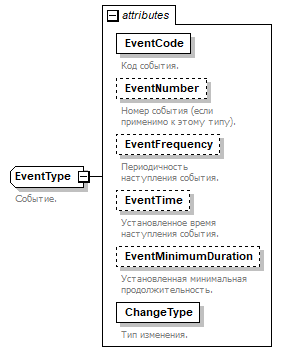 attributes
EventCode
Код события.
EventNumber
Номер события (если
применимо к этому типу).
EventFrequency
Периодичность
наступления события.
EventType
Событие.
EventTime
Установленное время
наступления события.
EventMinimumDuration
Установленная минимальная
продолжительность.
ChangeType
Тип изменения.